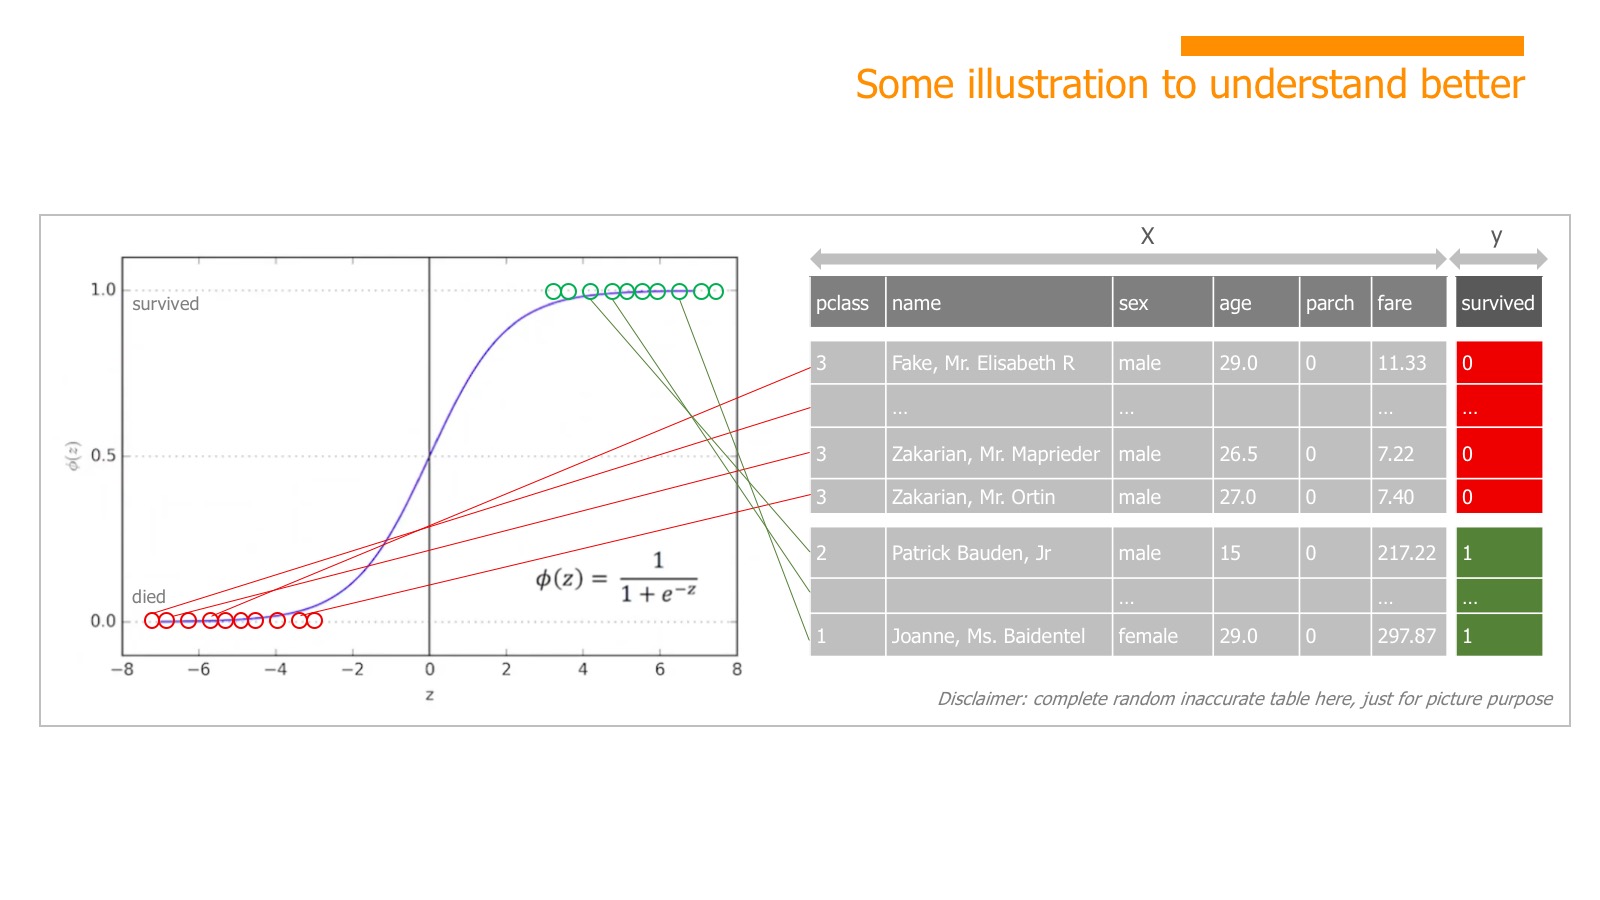 Some illustration to understand better
1.0
survived
0.5
ϕ(z)
ϕ(z) = 1 / (1 + e^−z)
died
0.0
−8 −6 −4 −2 0 2 4 6 8
z
X y
pclass name sex age parch fare survived
3 Fake, Mr. Elisabeth R male 29.0 0 11.33 0
... ... ... ...
3 Zakarian, Mr. Maprieder male 26.5 0 7.22 0
3 Zakarian, Mr. Ortin male 27.0 0 7.40 0
2 Patrick Bauden, Jr male 15 0 217.22 1
... ... ...
1 Joanne, Ms. Baidentel female 29.0 0 297.87 1
Disclaimer: complete random inaccurate table here, just for picture purpose